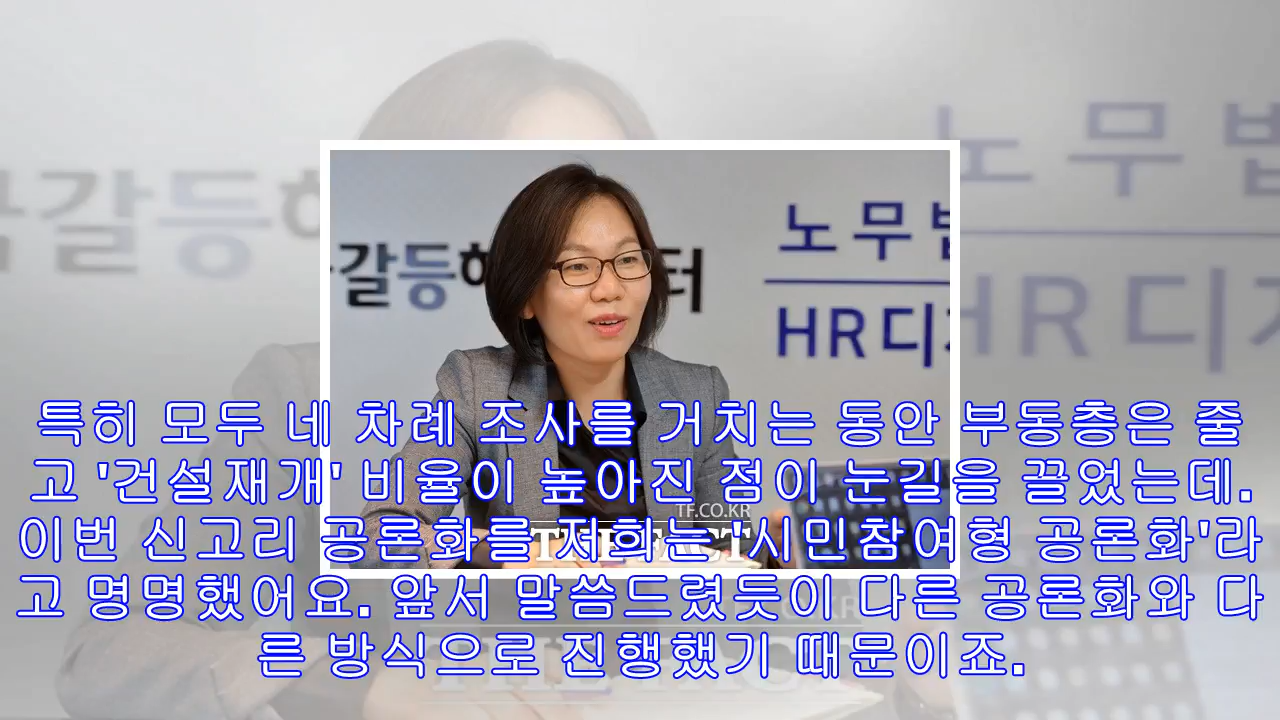 노무법
갈등해
터
HR디지
TF.CO.KR
THE FACT
특히 모두 네 차례 조사를 거치는 동안 부동층은 줄
고 '건설재개' 비율이 높아진 점이 눈길을 끌었는데.
이번 신고리 공론화를 저희는 '시민참여형 공론화'라
고 명명했어요. 앞서 말씀드렸듯이 다른 공론화와 다
른 방식으로 진행했기 때문이죠.